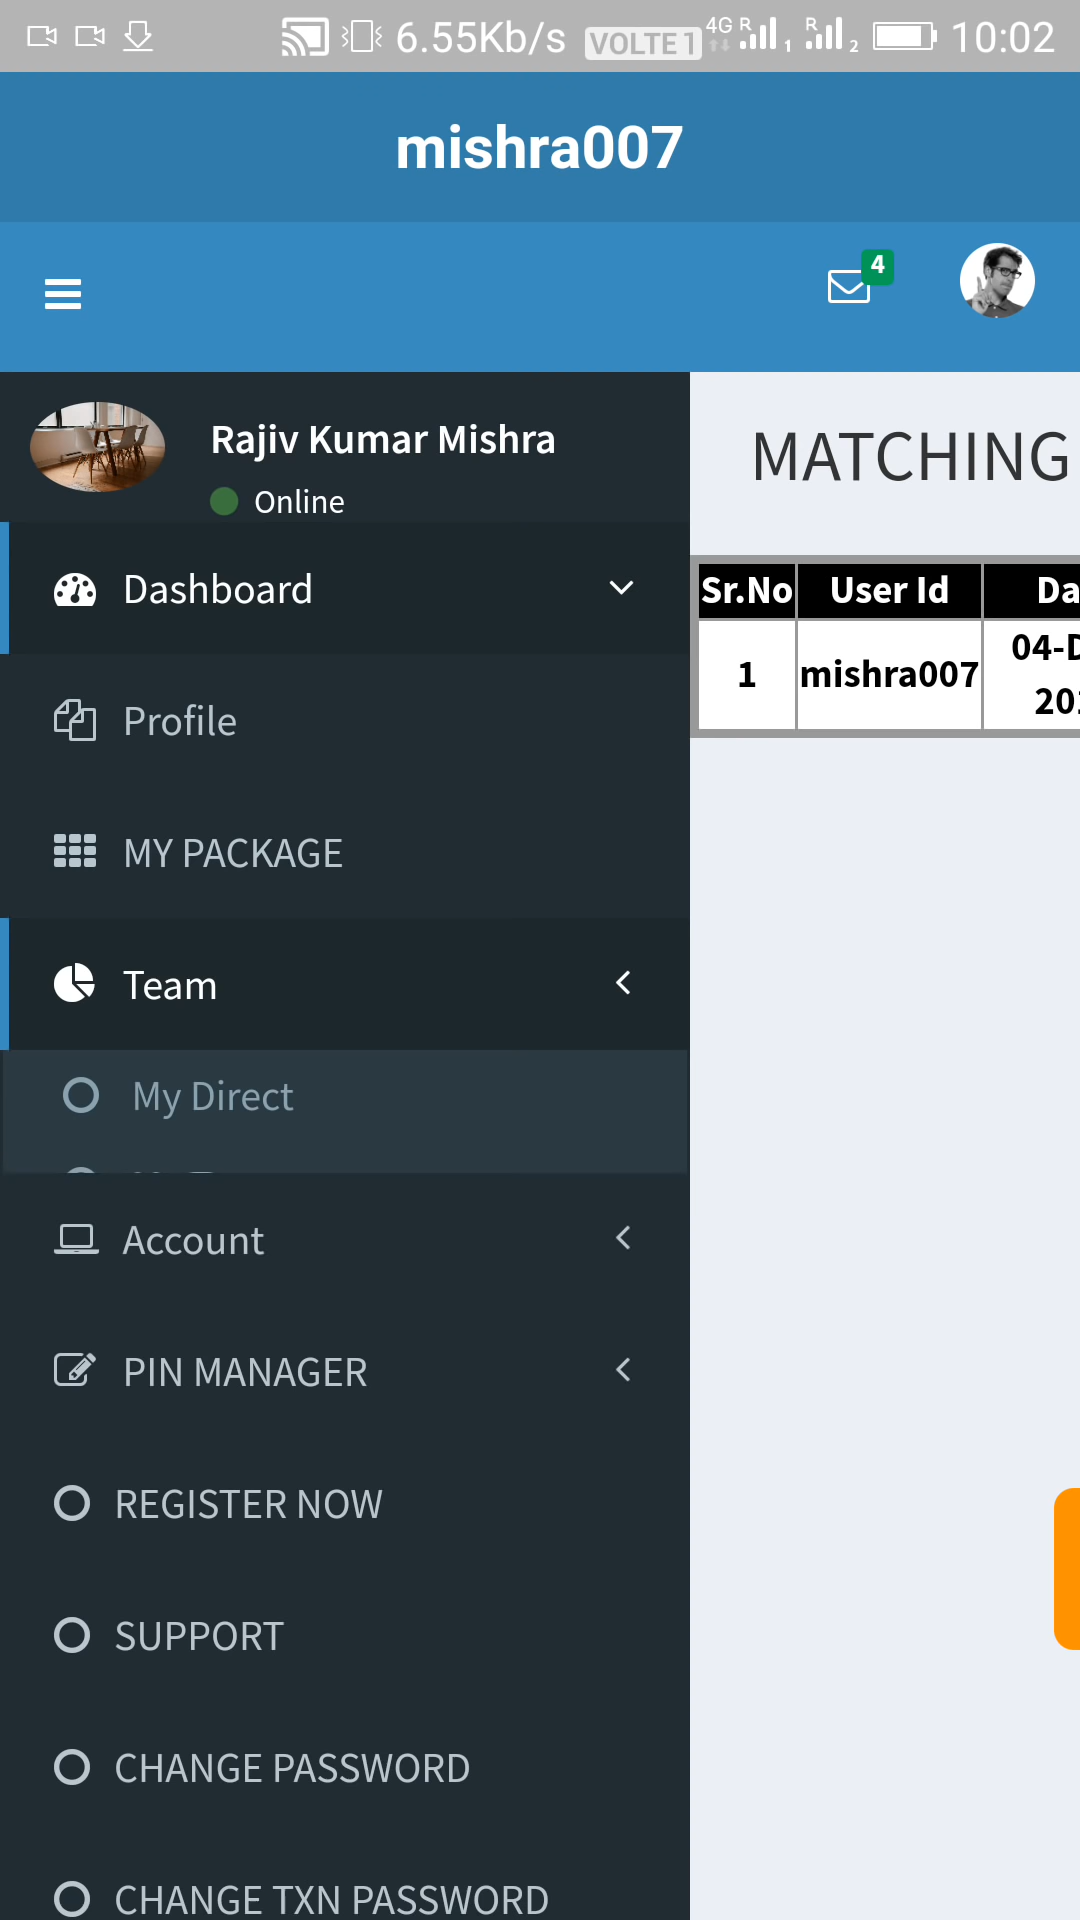 6.55Kb/s VOLTE 1 4G R 1 R 2 10:02
mishra007
4
Rajiv Kumar Mishra
Online
MATCHING
Sr.No User Id
1 mishra007
Dashboard
Profile
MY PACKAGE
Team
My Direct
Account
PIN MANAGER
REGISTER NOW
SUPPORT
CHANGE PASSWORD
CHANGE TXN PASSWORD